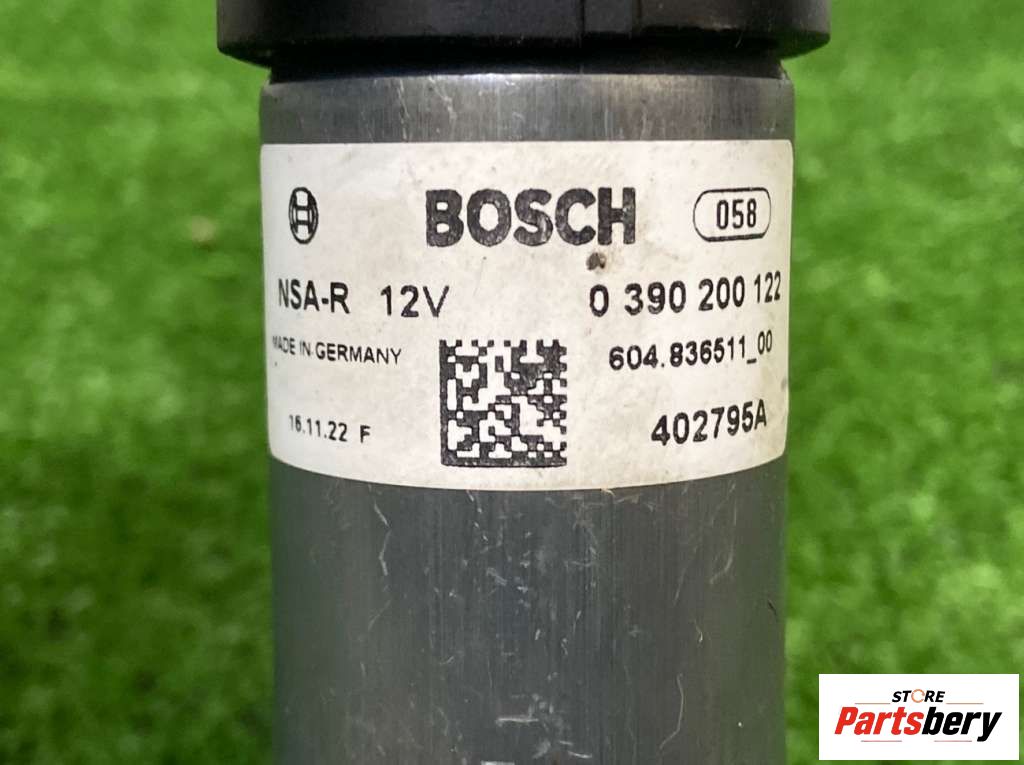 BOSCH 058
NSA-R 12V 0 390 200 122
MADE IN GERMANY 604.836511_00
16.11.22 F 402795A
STORE
Partsbery